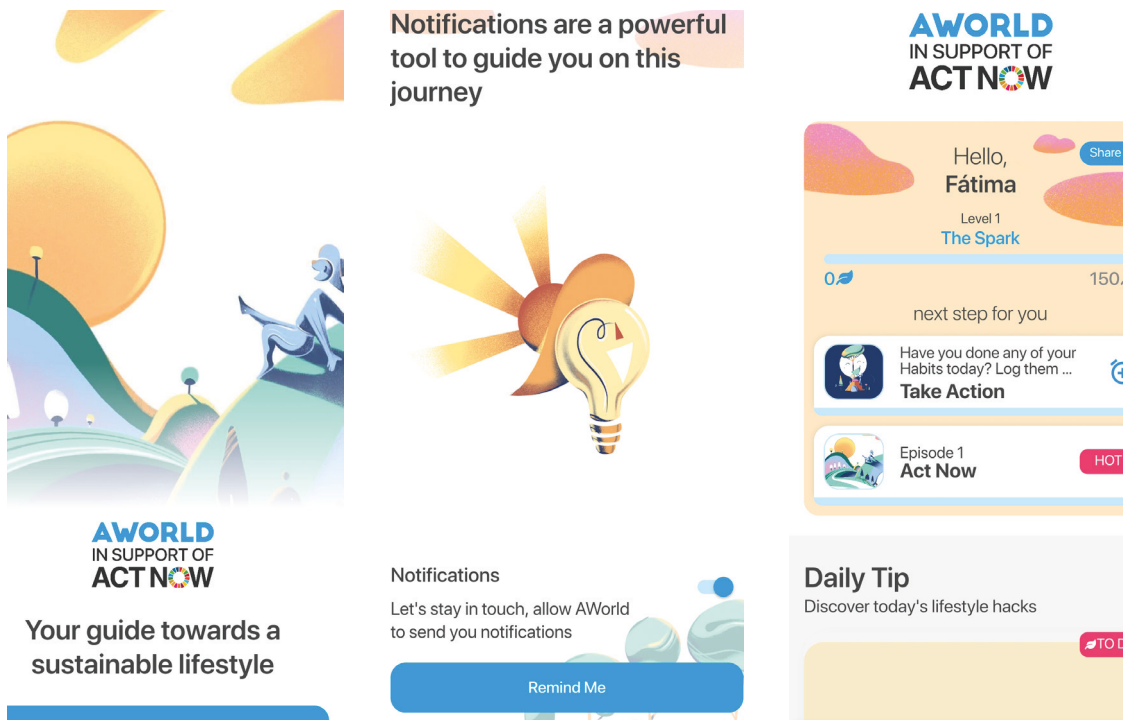 AWORLD
IN SUPPORT OF
ACT NOW
Your guide towards a
sustainable lifestyle
Notifications are a powerful
tool to guide you on this
journey
Notifications
Let's stay in touch, allow AWorld
to send you notifications
Remind Me
AWORLD
IN SUPPORT OF
ACT NOW
Share
Hello,
Fátima
Level 1
The Spark
0
150
next step for you
Have you done any of your
Habits today? Log them ...
Take Action
Episode 1
Act Now
HOT
Daily Tip
Discover today's lifestyle hacks
TO